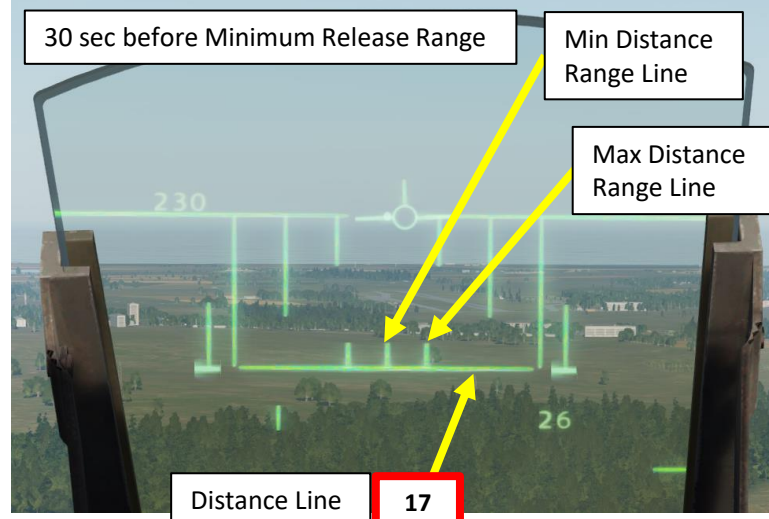 30 sec before Minimum Release Range
Min Distance
Range Line
Max Distance
Range Line
230
26
Distance Line
17